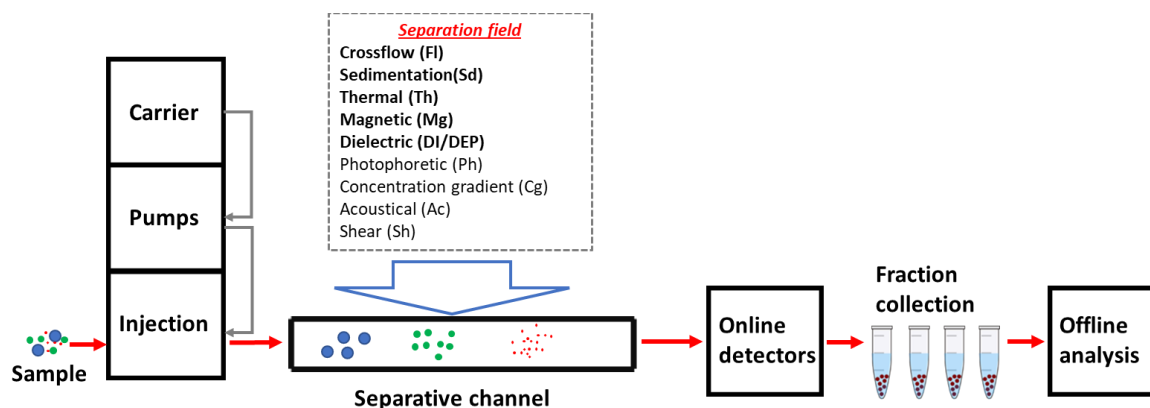 Separation field
Crossflow (Fl)
Sedimentation(Sd)
Thermal (Th)
Magnetic (Mg)
Dielectric (DI/DEP)
Photophoretic (Ph)
Concentration gradient (Cg)
Acoustical (Ac)
Shear (Sh)
Carrier
Pumps
Injection
Sample
Separative channel
Online
detectors
Fraction
collection
Offline
analysis